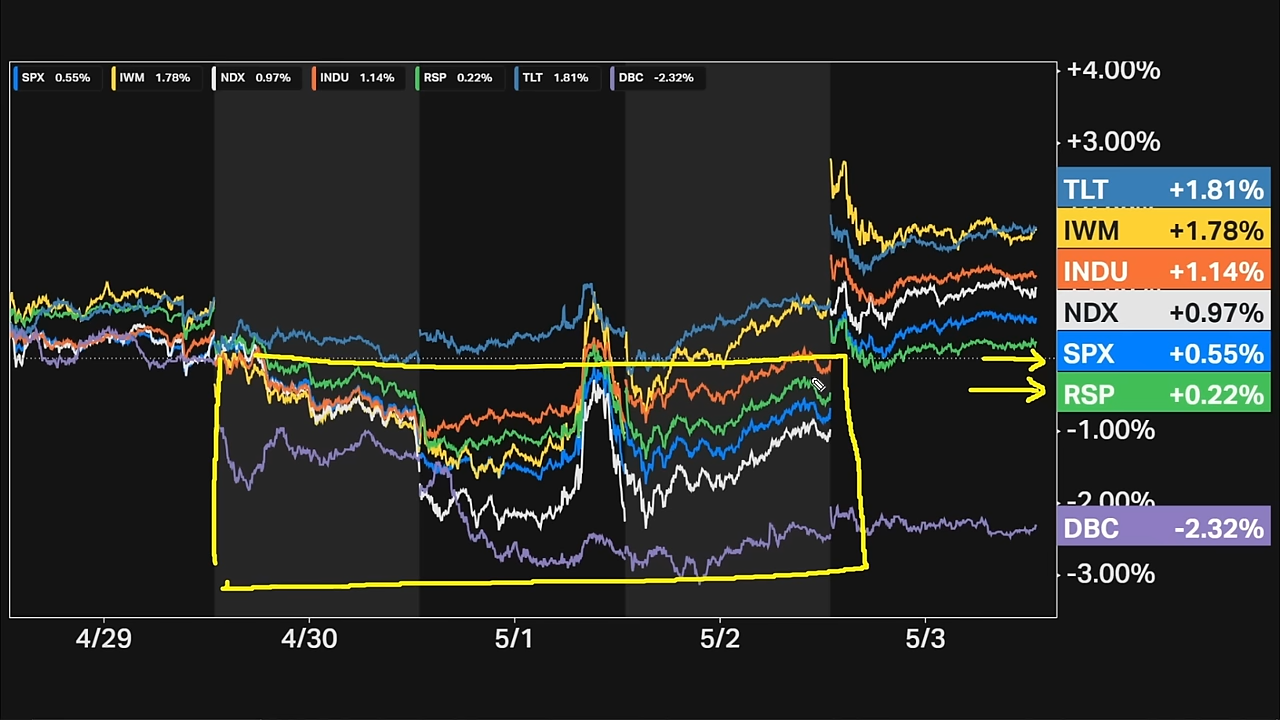 SPX 0.55% IWM 1.78% NDX 0.97% INDU 1.14% RSP 0.22% TLT 1.81% DBC -2.32%
+4.00%
+3.00%
TLT +1.81%
IWM +1.78%
INDU +1.14%
NDX +0.97%
SPX +0.55%
RSP +0.22%
-1.00%
-2.00%
DBC -2.32%
-3.00%
4/29 4/30 5/1 5/2 5/3